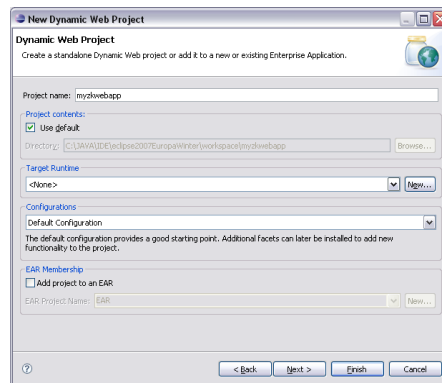 New Dynamic Web Project
Dynamic Web Project
Create a standalone Dynamic Web project or add it to a new or existing Enterprise Application.
Project name: myzkwebapp
Project contents:
Use default
Directory: C:\JAVA\IDE\eclipse2007EuropaWinter\workspace\myzkwebapp Browse...
Target Runtime
<None> New...
Configurations
Default Configuration
The default configuration provides a good starting point. Additional facets can later be installed to add new
functionality to the project.
EAR Membership
Add project to an EAR
EAR Project Name: EAR New...
? < Back Next > Finish Cancel